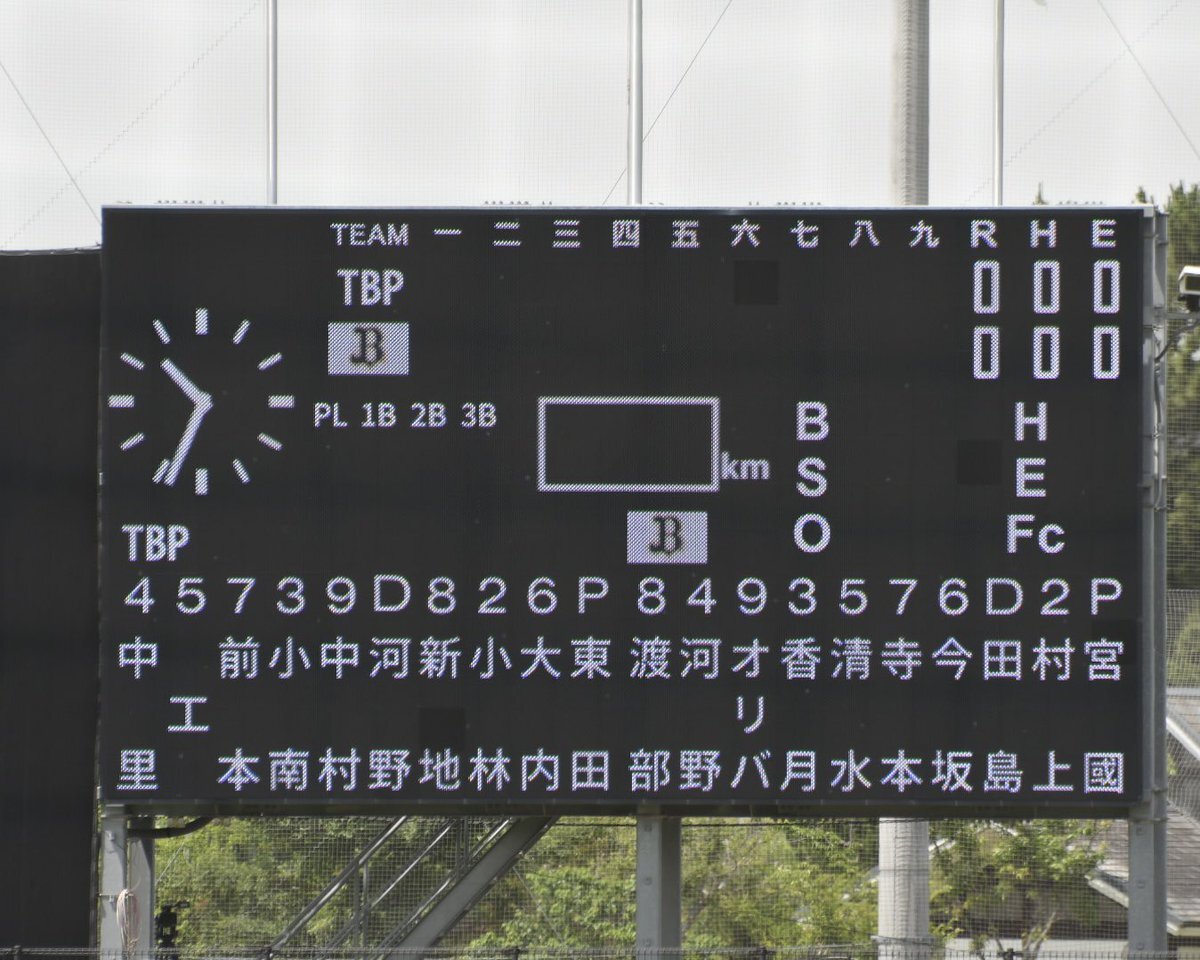 TEAM 一 二 三 四 五 六 七 八 九 R H E
TBP 0 0 0
B 0 0 0
PL 1B 2B 3B
km
B H
S E
O Fc
TBP B
4 5 7 3 9 D 8 2 6 P 8 4 9 3 5 7 6 D 2 P
中里 工 前本 小南 中村 河野 新地 小林 大内 東田 渡部 河野 オリバ 香月 清水 寺本 今坂 田島 村上 宮國